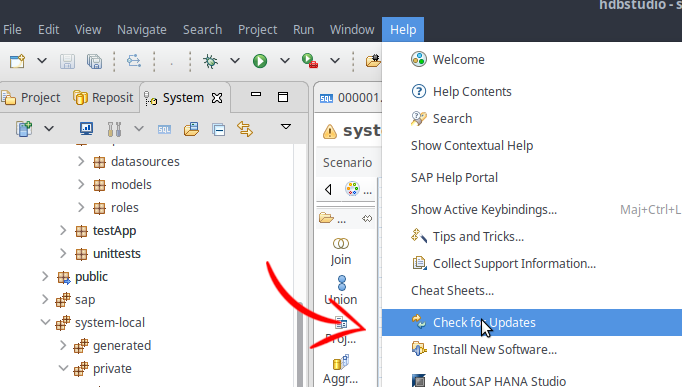 hdbstudio - s
File Edit View Navigate Search Project Run Window Help
Project Reposit System
SQL 000001.
SQL
syst
Scenario
...
...
Join
Union
Proj...
Aggr...
datasources
models
roles
testApp
unittests
public
sap
system-local
generated
private
Welcome
Help Contents
Search
Show Contextual Help
SAP Help Portal
Show Active Keybindings... Maj+Ctrl+L
Tips and Tricks...
Collect Support Information...
Cheat Sheets...
Check for Updates
Install New Software...
About SAP HANA Studio